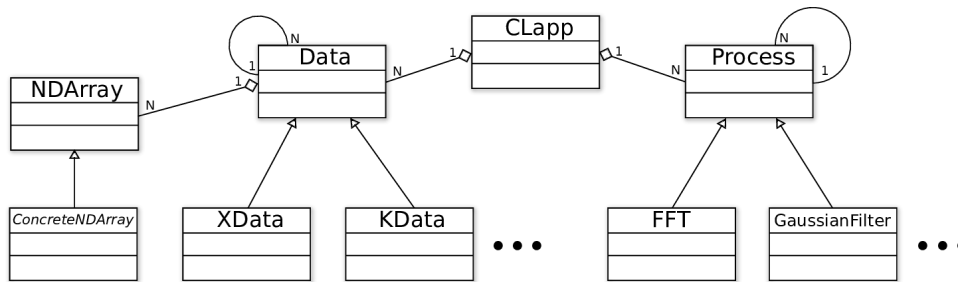 CLapp
N
1
1
Data
N
1
N
1
N
1
Process
1
N
NDArray
N
ConcreteNDArray
XData
KData
...
FFT
GaussianFilter
...